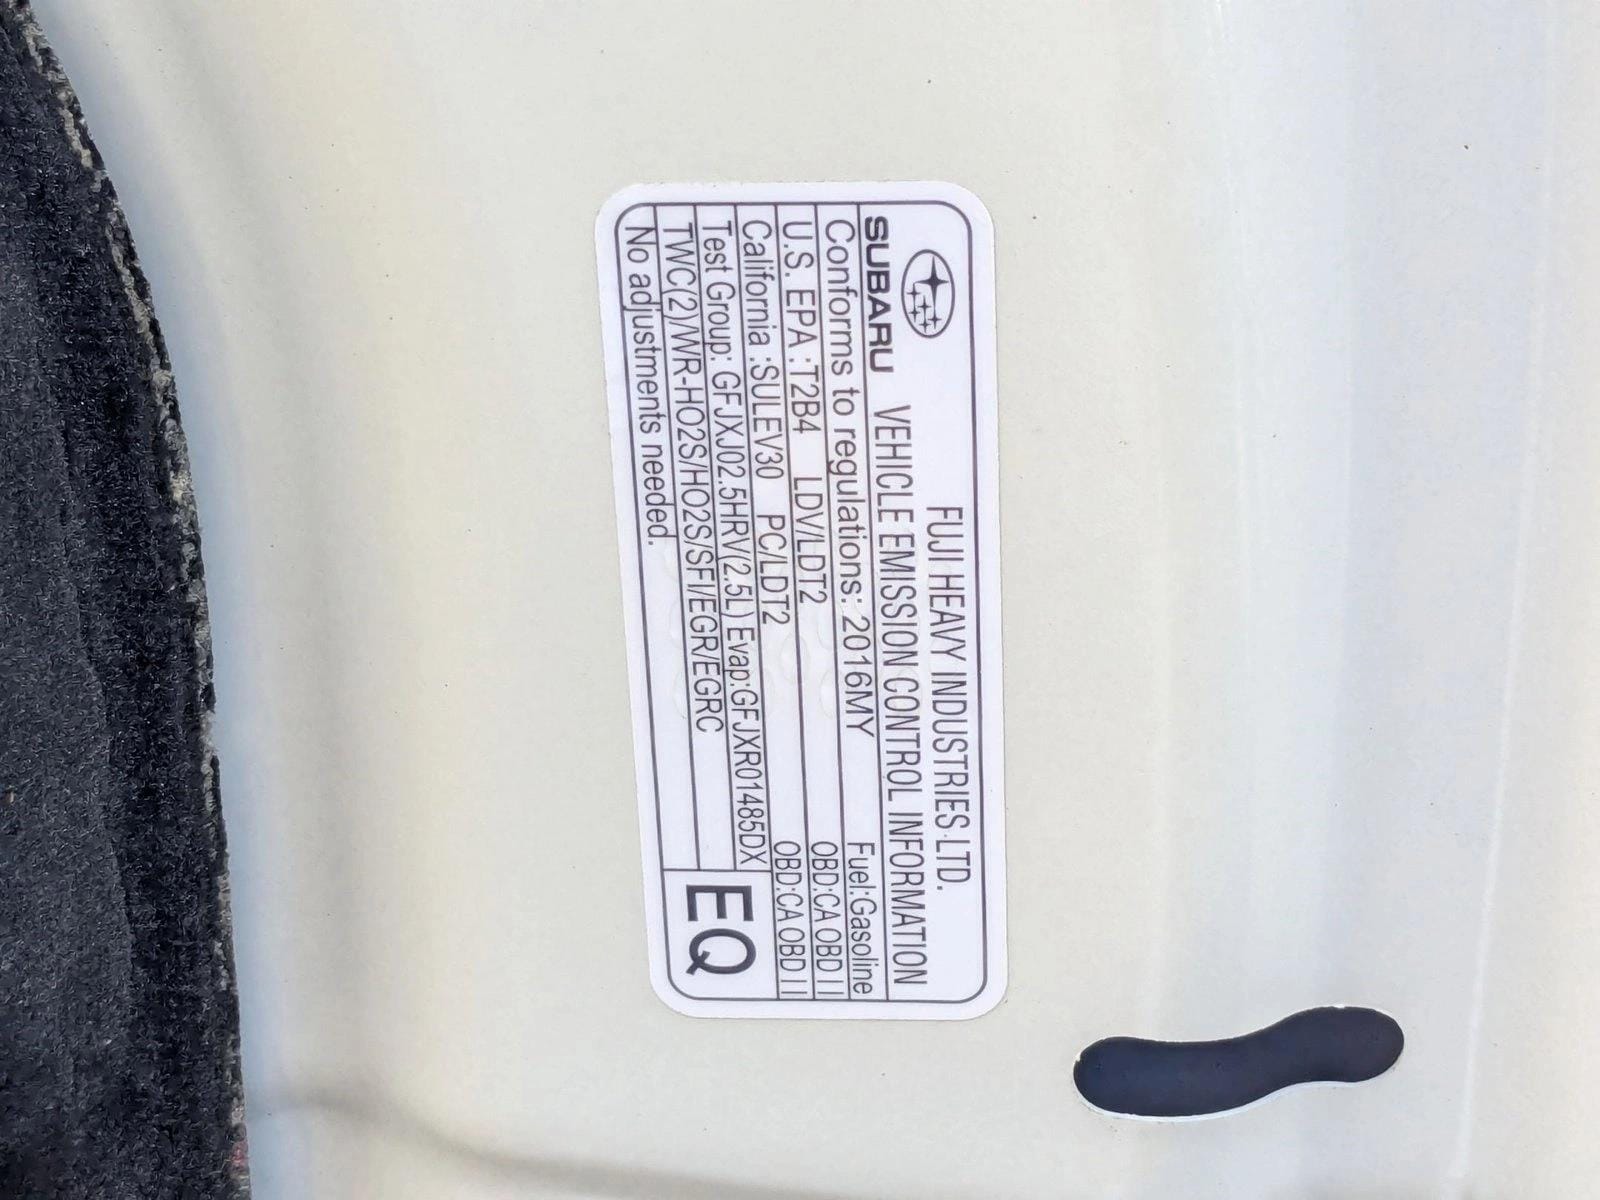 FUJI HEAVY INDUSTRIES LTD.
SUBARU VEHICLE EMISSION CONTROL INFORMATION
Conforms to regulations: 2016MY Fuel:Gasoline
U.S. EPA :T2B4 LDV/LDT2 OBD:CA OBD II
California :SULEV30 PC/LDT2 OBD:CA OBD II
Test Group: GFJXJ02.5HRV(2.5L) Evap:GFJXR01485DX
TWC(2)/WR-HO2S/HO2S/SFI/EGR/EGRC
No adjustments needed.
EQ